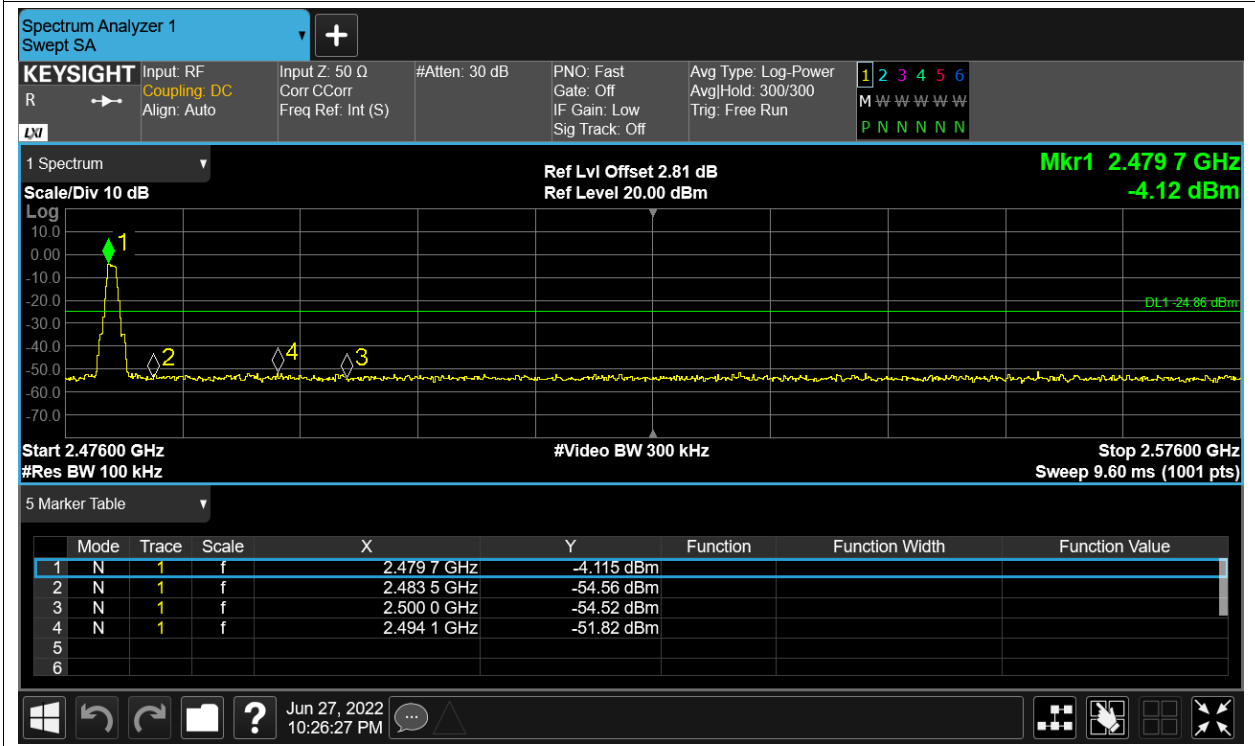 Spectrum Analyzer 1
Swept SA
+
KEYSIGHT
R
LXI
Input: RF
Coupling: DC
Align: Auto
Input Z: 50 Ω
Corr CCorr
Freq Ref: Int (S)
#Atten: 30 dB
PNO: Fast
Gate: Off
IF Gain: Low
Sig Track: Off
Avg Type: Log-Power
Avg|Hold: 300/300
Trig: Free Run
1 2 3 4 5 6
M W W W W W
P N N N N N
1 Spectrum
Scale/Div 10 dB
Ref Lvl Offset 2.81 dB
Ref Level 20.00 dBm
Mkr1 2.479 7 GHz
-4.12 dBm
Log
10.0
0.00
-10.0
-20.0
-30.0
-40.0
-50.0
-60.0
-70.0
1
2
4
3
DL1 -24.86 dBm
Start 2.47600 GHz
#Video BW 300 kHz
Stop 2.57600 GHz
#Res BW 100 kHz
Sweep 9.60 ms (1001 pts)
5 Marker Table
Mode Trace Scale X Y Function Function Width Function Value
1 N 1 f 2.479 7 GHz -4.115 dBm
2 N 1 f 2.483 5 GHz -54.56 dBm
3 N 1 f 2.500 0 GHz -54.52 dBm
4 N 1 f 2.494 1 GHz -51.82 dBm
5
6
?
Jun 27, 2022
10:26:27 PM